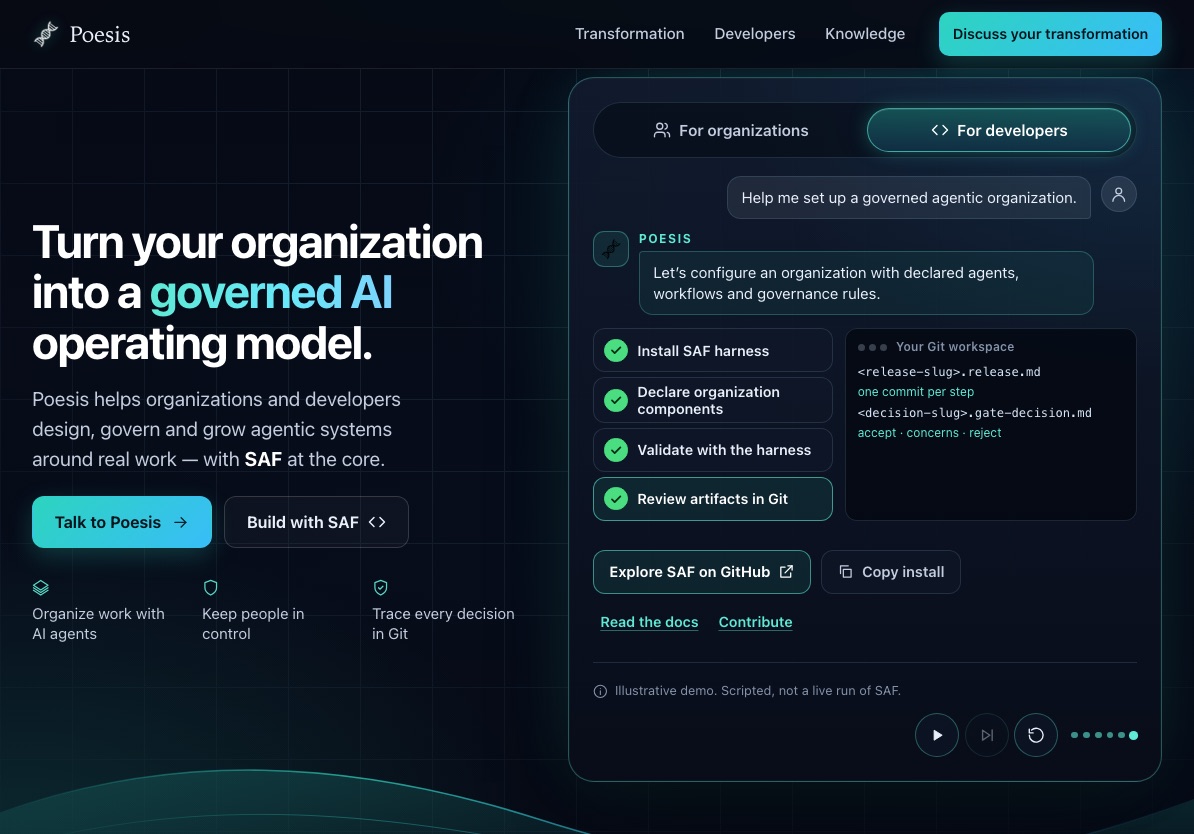 Poesis
Transformation
Developers
Knowledge
Discuss your transformation
Turn your organization
into a governed AI
operating model.
Poesis helps organizations and developers
design, govern and grow agentic systems
around real work — with SAF at the core.
Talk to Poesis
Build with SAF
Organize work with
AI agents
Keep people in
control
Trace every decision
in Git
For organizations
For developers
Help me set up a governed agentic organization.
POESIS
Let’s configure an organization with declared agents,
workflows and governance rules.
Install SAF harness
Declare organization
components
Validate with the harness
Review artifacts in Git
Your Git workspace
<release-slug>.release.md
one commit per step
<decision-slug>.gate-decision.md
accept · concerns · reject
Explore SAF on GitHub
Copy install
Read the docs
Contribute
Illustrative demo. Scripted, not a live run of SAF.